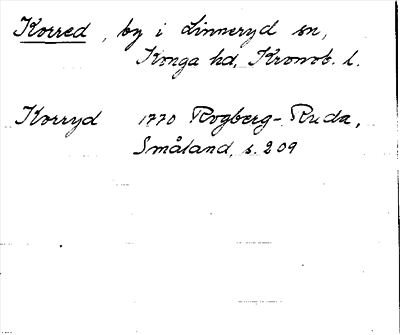 Korred, by i Linneryd sn,
Konga hd, Kronob. l.
Korryd 1770 Rogberg-Ruda,
Småland, s. 209